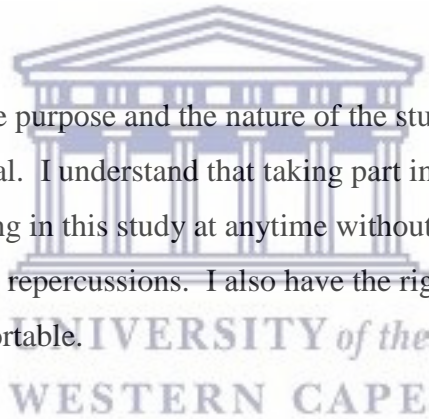 e purpose and the nature of the stu
al. I understand that taking part in
ng in this study at anytime without
repercussions. I also have the rig
ortable.
UNIVERSITY of the
WESTERN CAPE